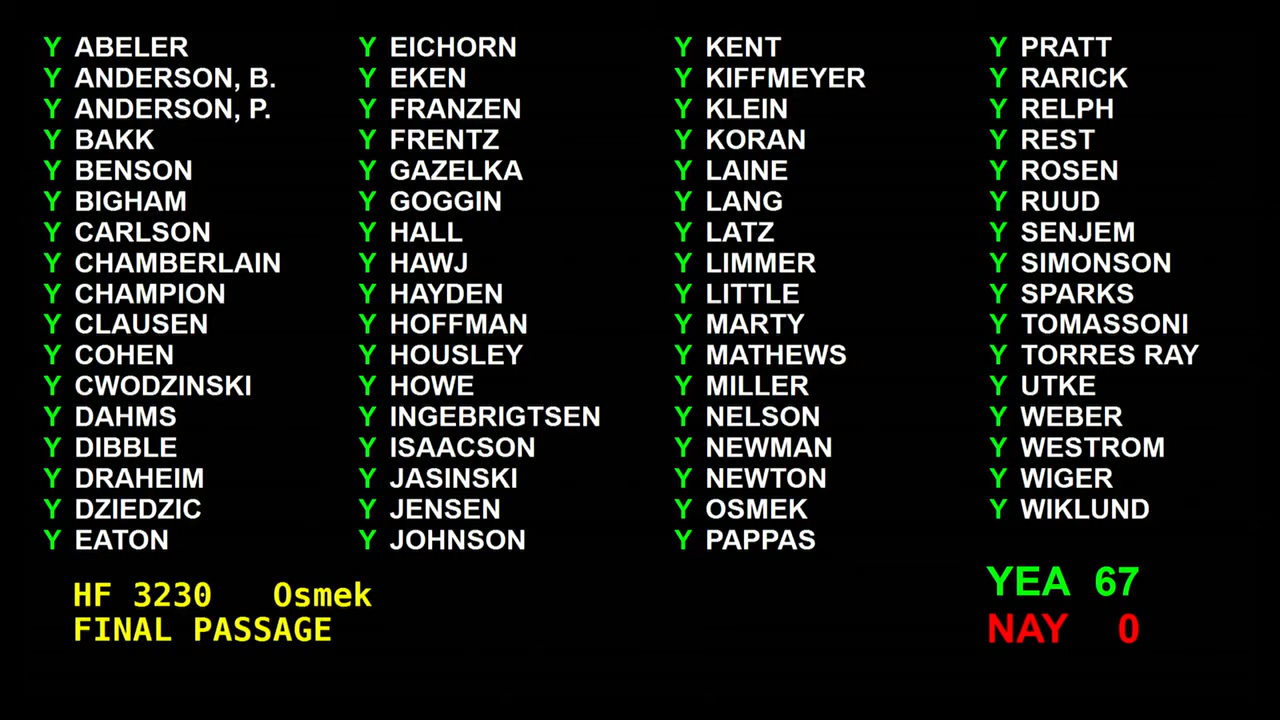 Y ABELER
Y ANDERSON, B.
Y ANDERSON, P.
Y BAKK
Y BENSON
Y BIGHAM
Y CARLSON
Y CHAMBERLAIN
Y CHAMPION
Y CLAUSEN
Y COHEN
Y CWODZINSKI
Y DAHMS
Y DIBBLE
Y DRAHEIM
Y DZIEDZIC
Y EATON
Y EICHORN
Y EKEN
Y FRANZEN
Y FRENTZ
Y GAZELKA
Y GOGGIN
Y HALL
Y HAWJ
Y HAYDEN
Y HOFFMAN
Y HOUSLEY
Y HOWE
Y INGEBRIGTSEN
Y ISAACSON
Y JASINSKI
Y JENSEN
Y JOHNSON
Y KENT
Y KIFFMEYER
Y KLEIN
Y KORAN
Y LAINE
Y LANG
Y LATZ
Y LIMMER
Y LITTLE
Y MARTY
Y MATHEWS
Y MILLER
Y NELSON
Y NEWMAN
Y NEWTON
Y OSMEK
Y PAPPAS
Y PRATT
Y RARICK
Y RELPH
Y REST
Y ROSEN
Y RUUD
Y SENJEM
Y SIMONSON
Y SPARKS
Y TOMASSONI
Y TORRES RAY
Y UTKE
Y WEBER
Y WESTROM
Y WIGER
Y WIKLUND
HF 3230 Osmek
FINAL PASSAGE
YEA 67
NAY 0